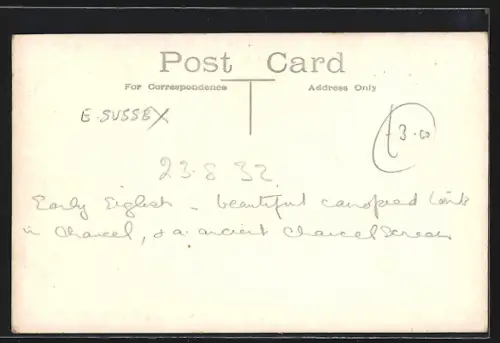 Post Card
For Correspondence Address Only
E. SUSSEX
£3.00
23.8.32
Early English - beautiful canopied tomb
in Chancel, & a ancient Chancel Screen